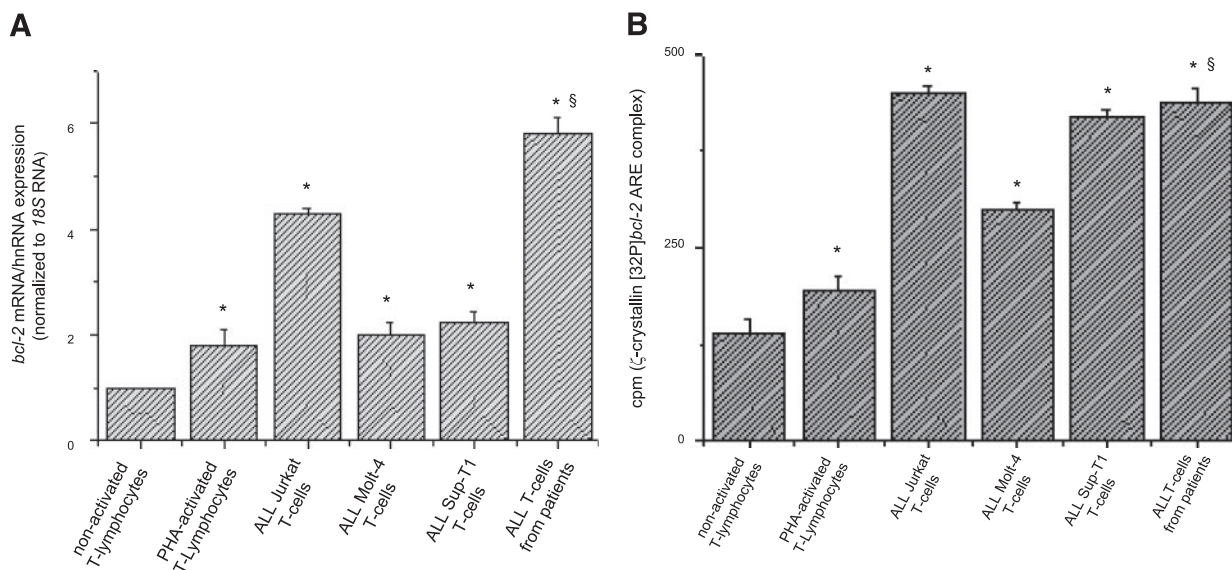 A
bcl-2 mRNA/hnRNA expression
(normalized to 18S RNA)
6
4
2
0
*
*
*
*
* §
non-activated
T-lymphocytes
PHA-activated
T-Lymphocytes
ALL Jurkat
T-cells
ALL Molt-4
T-cells
ALL Sup-T1
T-cells
ALL T-cells
from patients
B
cpm (ζ-crystallin [32P]bcl-2 ARE complex)
500
250
0
*
*
*
*
* §
non-activated
T-lymphocytes
PHA-activated
T-Lymphocytes
ALL Jurkat
T-cells
ALL Molt-4
T-cells
ALL Sup-T1
T-cells
ALL T-cells
from patients